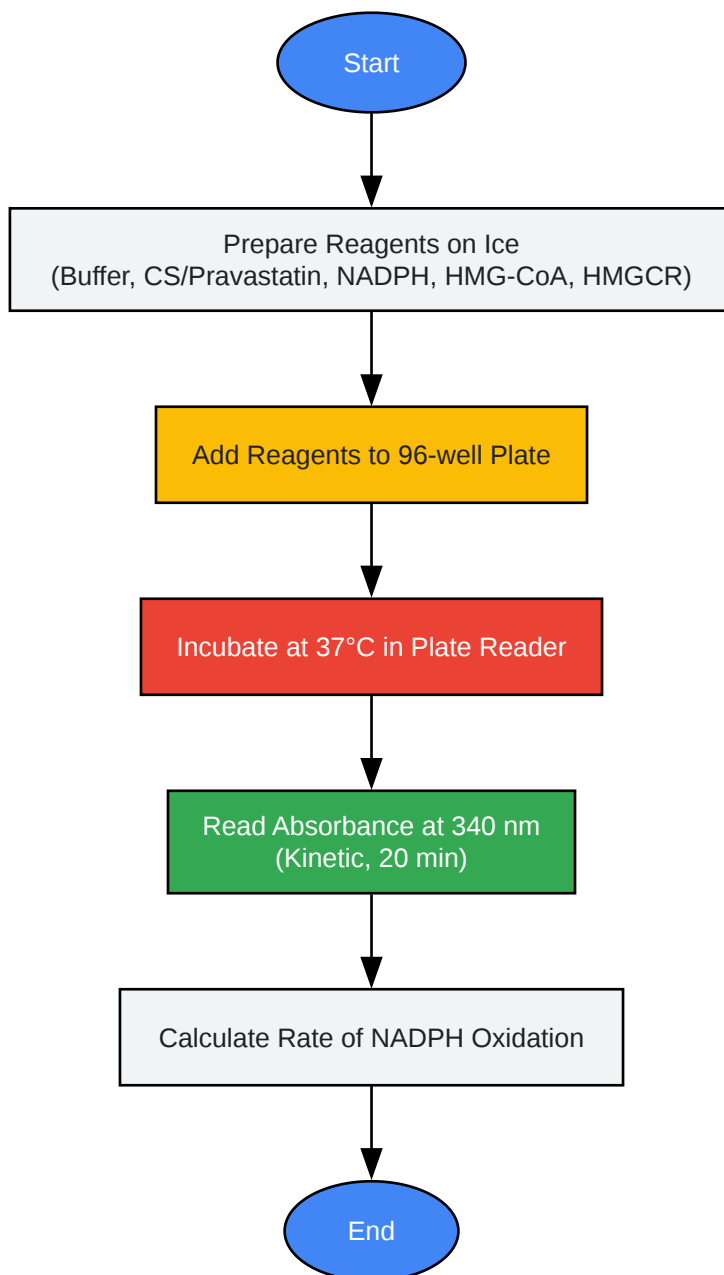 Start
Prepare Reagents on Ice
(Buffer, CS/Pravastatin, NADPH, HMG-CoA, HMGCR)
Add Reagents to 96-well Plate
Incubate at 37°C in Plate Reader
Read Absorbance at 340 nm
(Kinetic, 20 min)
Calculate Rate of NADPH Oxidation
End